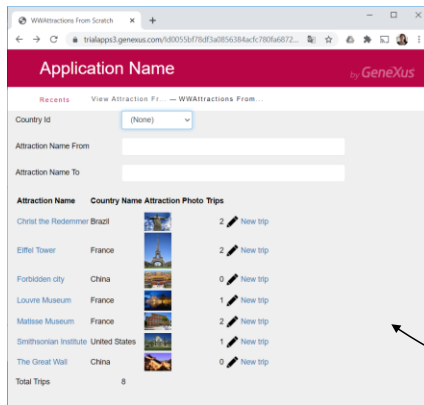 WWAttractions From Scratch
trialapps3.genexus.com/Id0055bf78df3a0856384acfc780fa6872...
Application Name
by GeneXus
Recents View Attraction Fr... — WWAttractions From...
Country Id (None)
Attraction Name From
Attraction Name To
Attraction Name Country Name Attraction Photo Trips
Christ the Redemmer Brazil 2 New trip
Eiffel Tower France 2 New trip
Forbidden city China 0 New trip
Louvre Museum France 1 New trip
Matisse Museum France 2 New trip
Smithsonian Institute United States 1 New trip
The Great Wall China 0 New trip
Total Trips 8